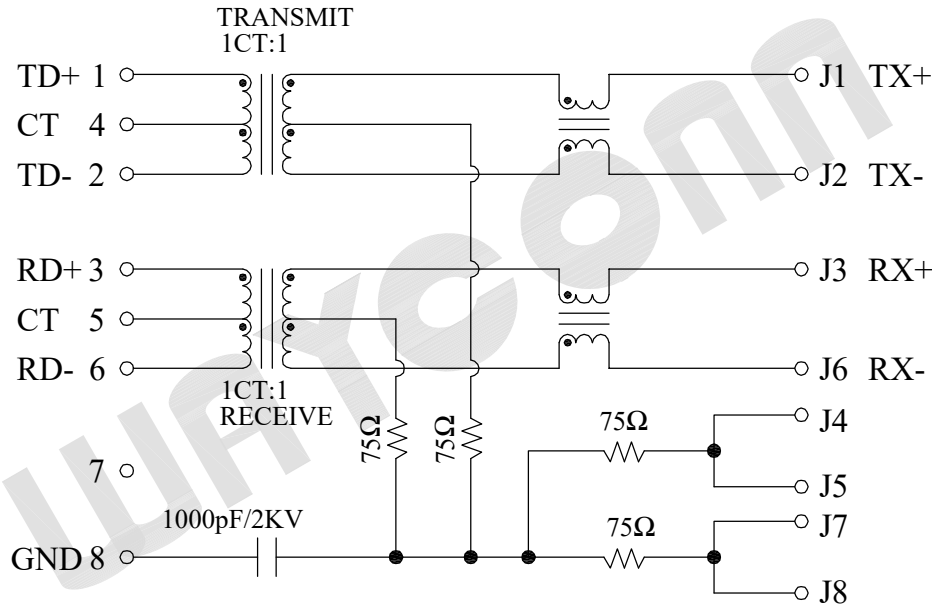 TRANSMIT
1CT:1
TD+ 1
J1 TX+
CT 4
TD- 2
J2 TX-
RD+ 3
J3 RX+
CT 5
RD- 6
J6 RX-
1CT:1
RECEIVE
75Ω
75Ω
75Ω
J4
7
J5
1000pF/2KV
75Ω
J7
GND 8
J8
WAYCONN